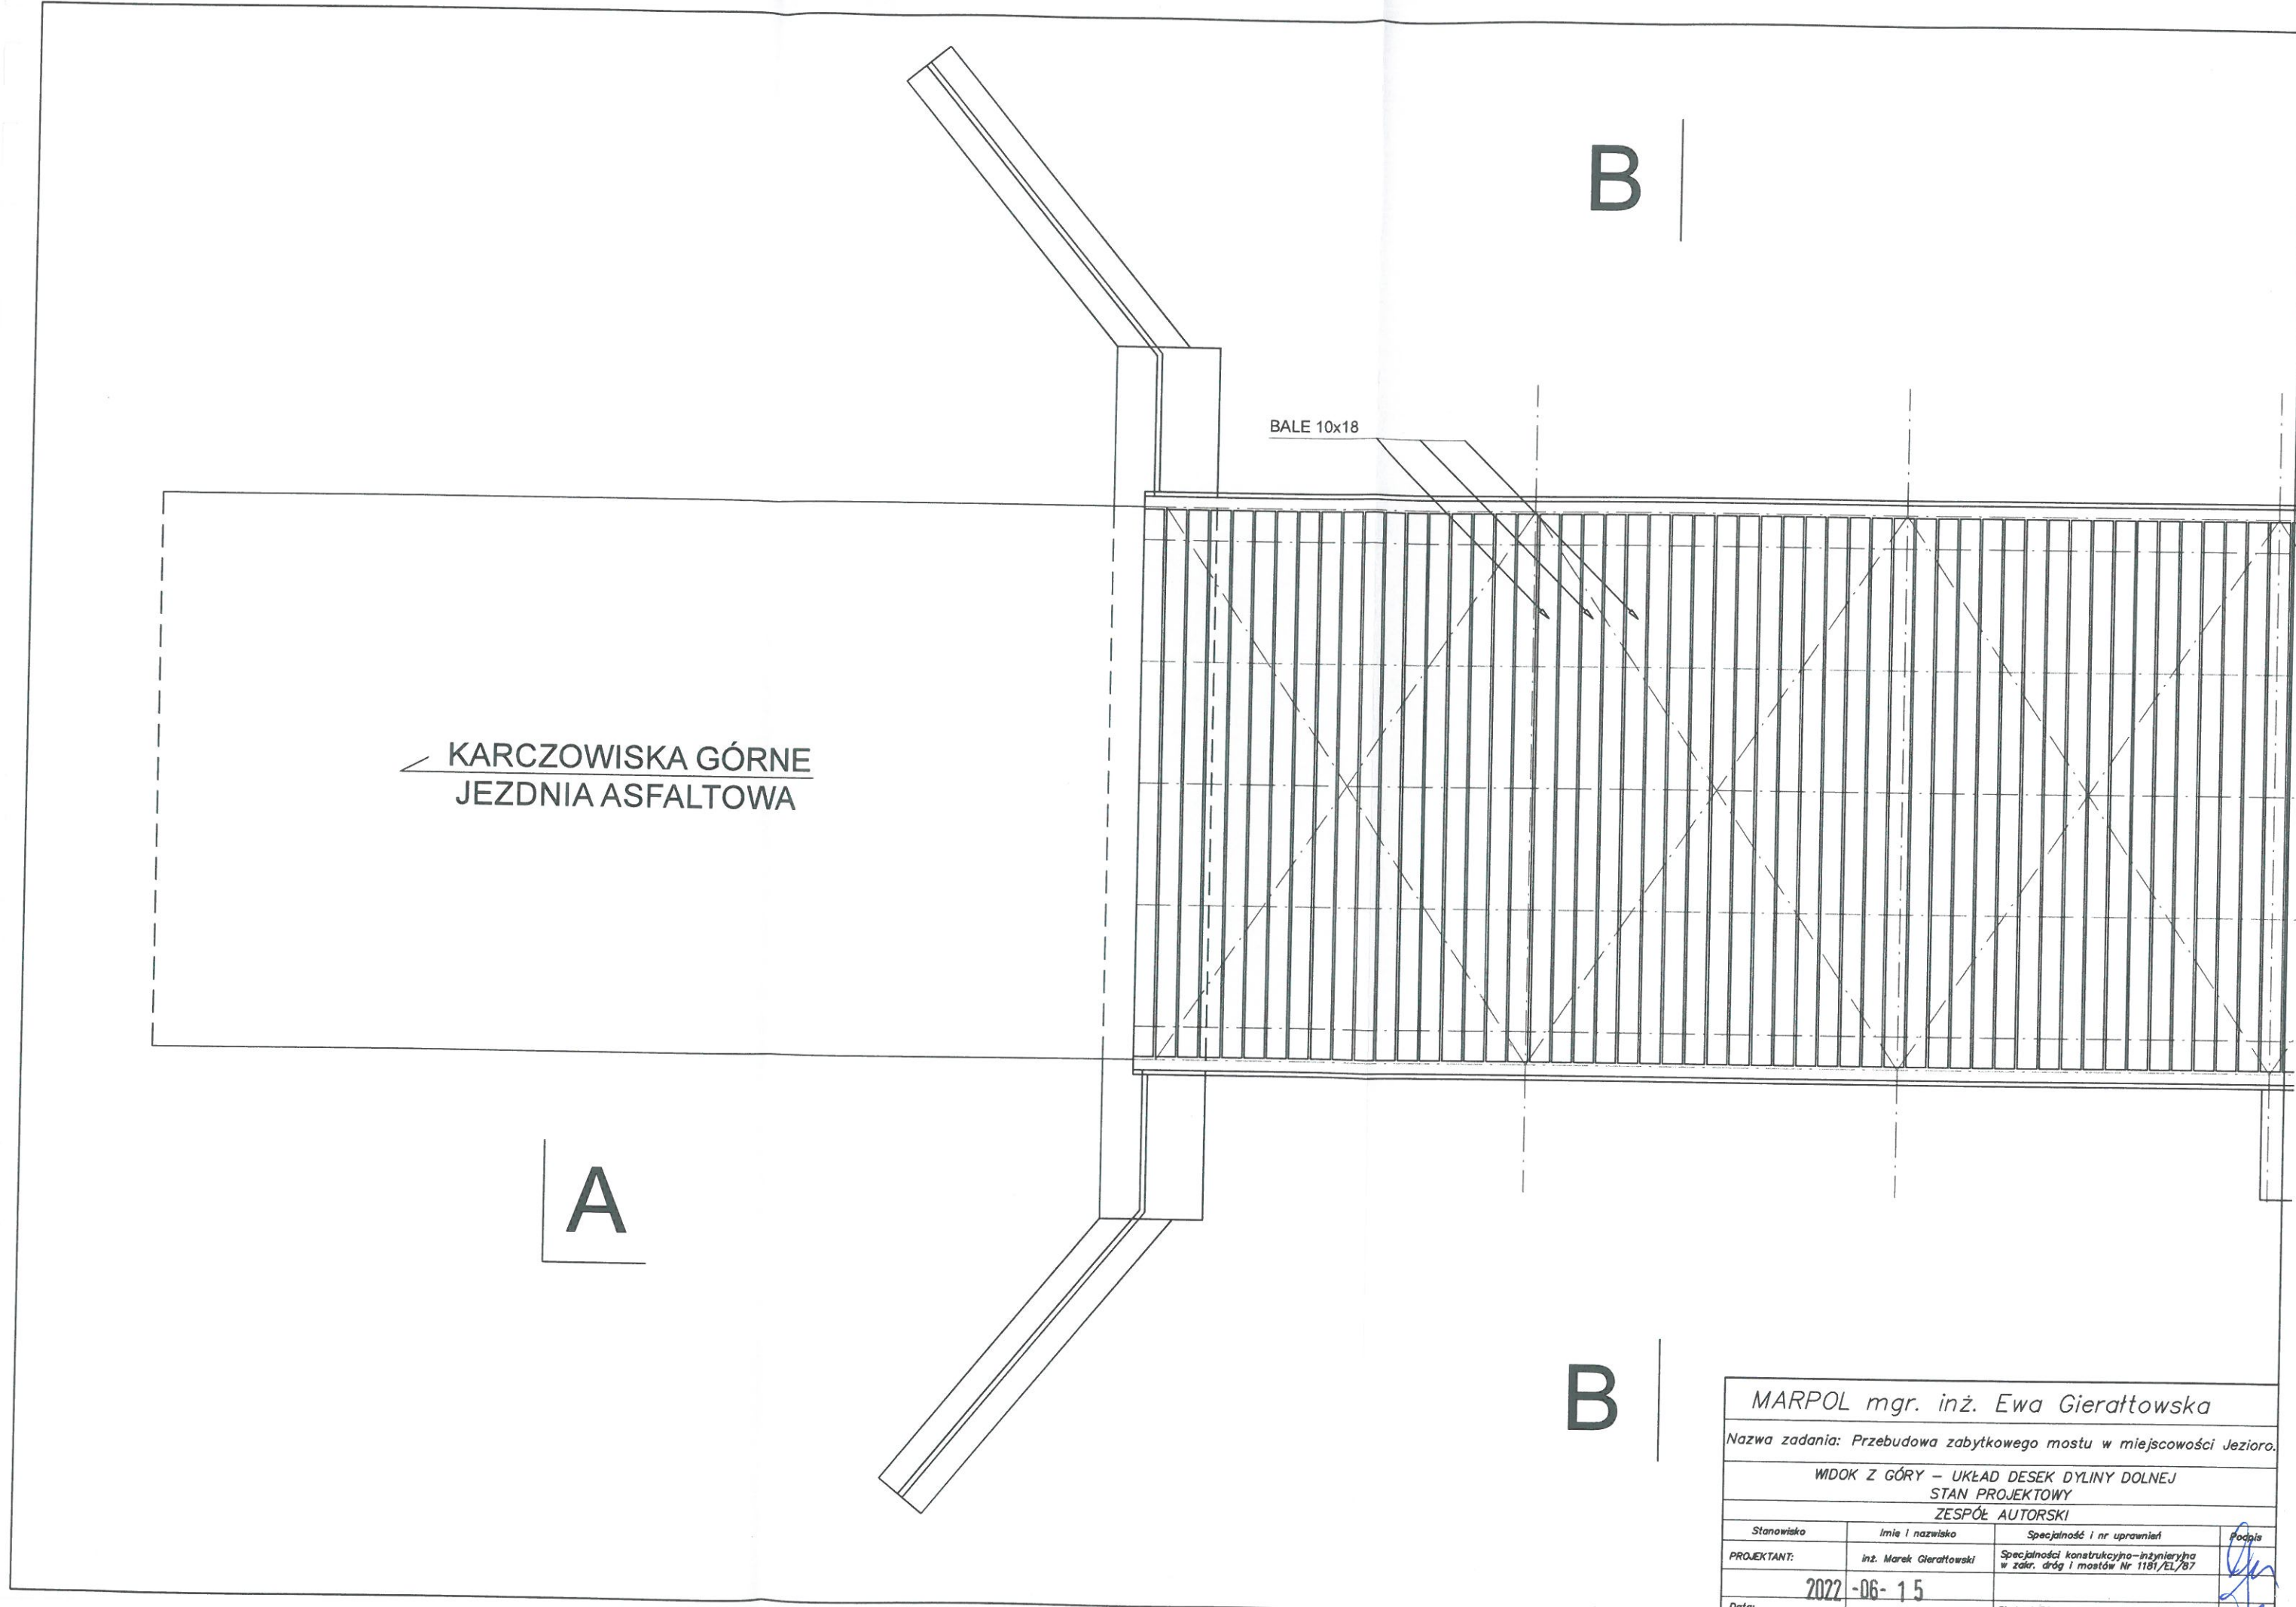 B
BALE 10x18
KARCZOWISKA GÓRNE
JEZDNIA ASFALTOWA
A
B
MARPOL mgr. inż. Ewa Gierałtowska
Nazwa zadania: Przebudowa zabytkowego mostu w miejscowości Jezioro.
WIDOK Z GÓRY – UKŁAD DESEK DYLINY DOLNEJ
STAN PROJEKTOWY
ZESPÓŁ AUTORSKI
Stanowisko Imię i nazwisko Specjalność i nr uprawnień Podpis
PROJEKTANT: inż. Marek Gierałtowski Specjalności konstrukcyjno-inżynieryjna
w zakr. dróg i mostów Nr 1181/EL/87
2022 -06- 15
Data: